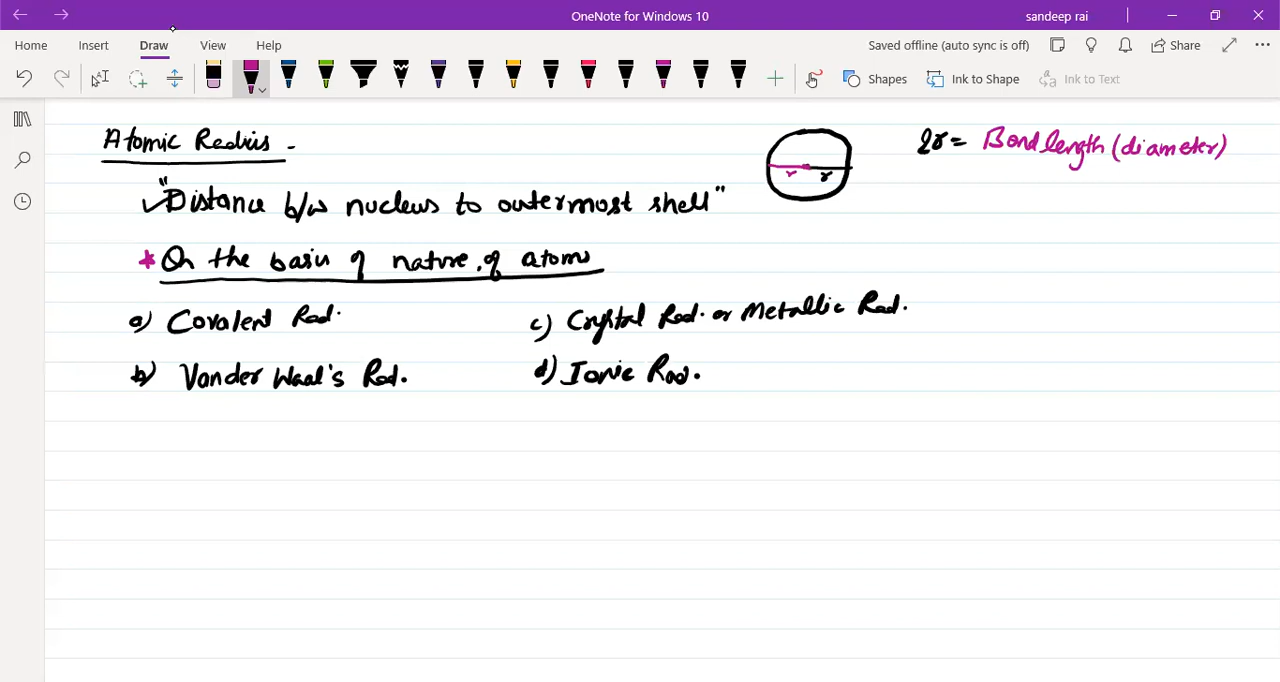 OneNote for Windows 10
sandeep rai
Home Insert Draw View Help
Saved offline (auto sync is off) Share
Shapes Ink to Shape Ink to Text
Atomic Radius -
"Distance b/w nucleus to outermost shell"
r r
2r = Bond length (diameter)
* On the basis of nature of atoms
a) Covalent Rad.
c) Crystal Rad. or Metallic Rad.
b) Vander Waal's Rad.
d) Ionic Rad.